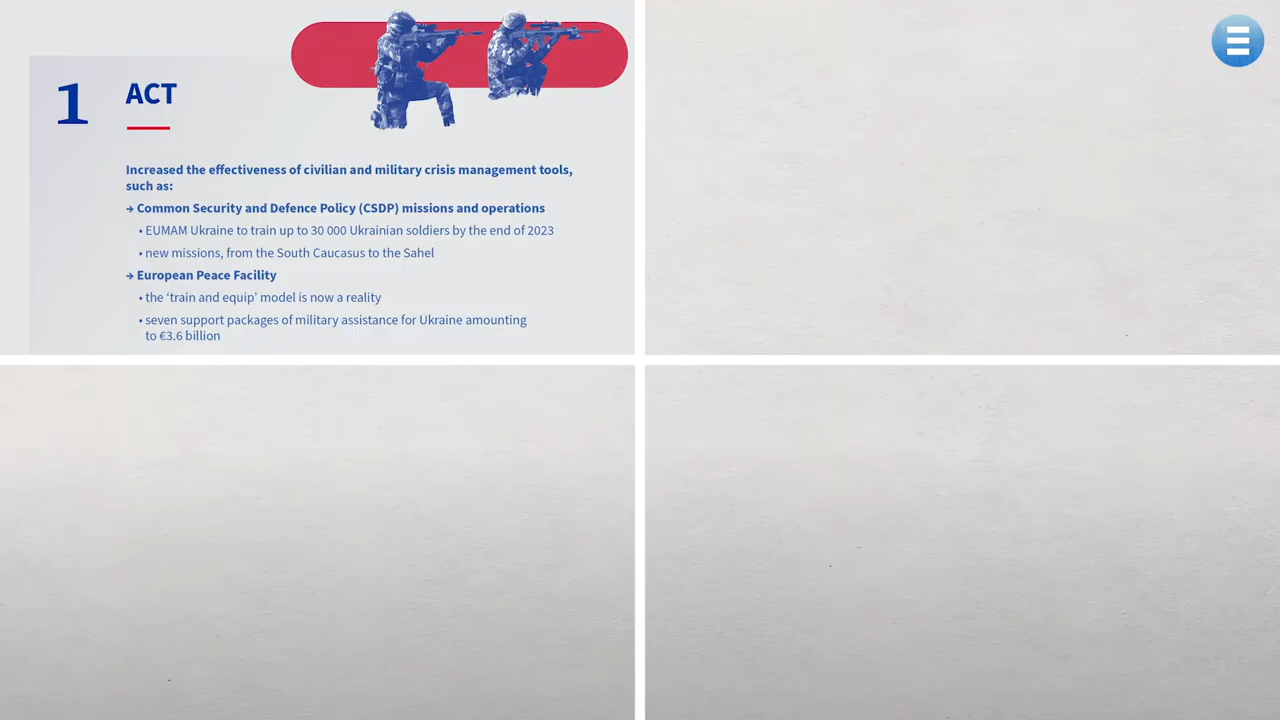 1
ACT
Increased the effectiveness of civilian and military crisis management tools,
such as:
→ Common Security and Defence Policy (CSDP) missions and operations
• EUMAM Ukraine to train up to 30 000 Ukrainian soldiers by the end of 2023
• new missions, from the South Caucasus to the Sahel
→ European Peace Facility
• the ‘train and equip’ model is now a reality
• seven support packages of military assistance for Ukraine amounting
to €3.6 billion